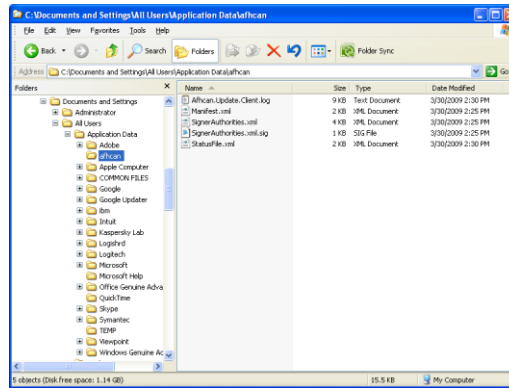 C:\Documents and Settings\All Users\Application Data\afhcan
File Edit View Favorites Tools Help
Back Search Folders Folder Sync
Address C:\Documents and Settings\All Users\Application Data\afhcan Go
Folders
Documents and Settings
Administrator
All Users
Application Data
Adobe
afhcan
Apple Computer
COMMON FILES
Google
Google Updater
ibm
Intuit
Kaspersky Lab
Logishrd
Logitech
Microsoft
Microsoft Help
Office Genuine Adva
QuickTime
Skype
Symantec
TEMP
Viewpoint
Windows Genuine Ac
Name Size Type Date Modified
Afhcan.Update.Client.log 9 KB Text Document 3/30/2009 2:30 PM
Manifest.xml 2 KB XML Document 3/30/2009 2:25 PM
SignerAuthorities.xml 4 KB XML Document 3/30/2009 2:25 PM
SignerAuthorities.xml.sig 1 KB SIG File 3/30/2009 2:25 PM
StatusFile.xml 2 KB XML Document 3/30/2009 2:30 PM
5 objects (Disk free space: 1.14 GB) 15.5 KB My Computer